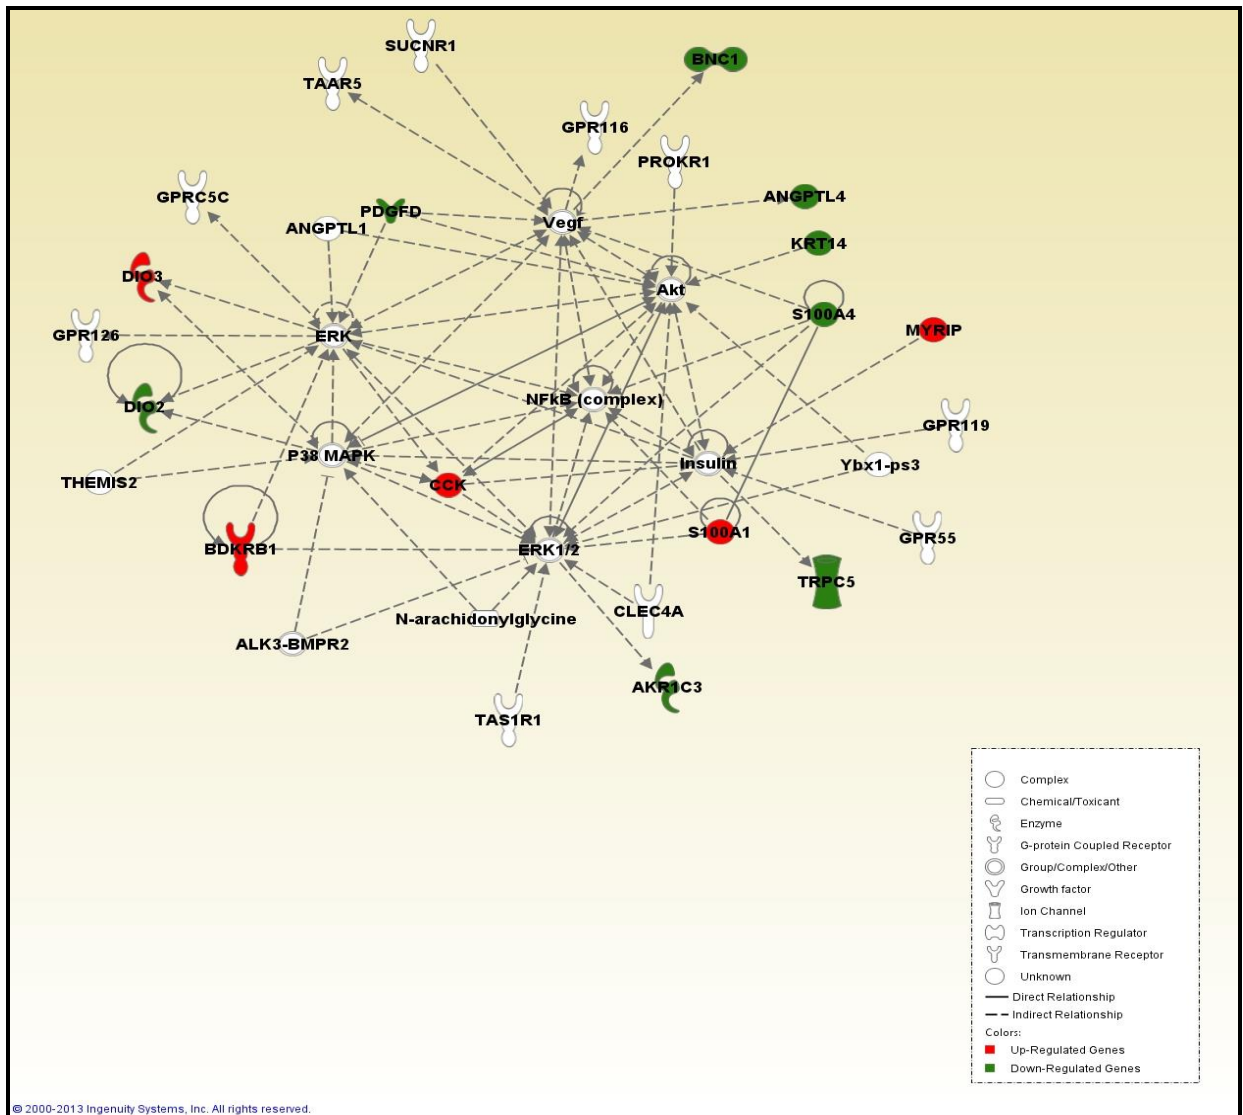 SUCNR1
BNC1
TAAR5
GPR116
PROKR1
GPRC5C
PDGFD
ANGPTL4
ANGPTL1
Vegf
KRT14
DIO3
Akt
S100A4
GPR126
ERK
MYRIP
DIO2
NFkB (complex)
GPR119
P38 MAPK
Insulin
Ybx1-ps3
THEMIS2
CCK
BDKRB1
ERK1/2
S100A1
GPR55
TRPC5
N-arachidonylglycine
CLEC4A
ALK3-BMPR2
AKR1C3
TAS1R1
Complex
Chemical/Toxicant
Enzyme
G-protein Coupled Receptor
Group/Complex/Other
Growth factor
Ion Channel
Transcription Regulator
Transmembrane Receptor
Unknown
Direct Relationship
Indirect Relationship
Colors:
Up-Regulated Genes
Down-Regulated Genes
© 2000-2013 Ingenuity Systems, Inc. All rights reserved.